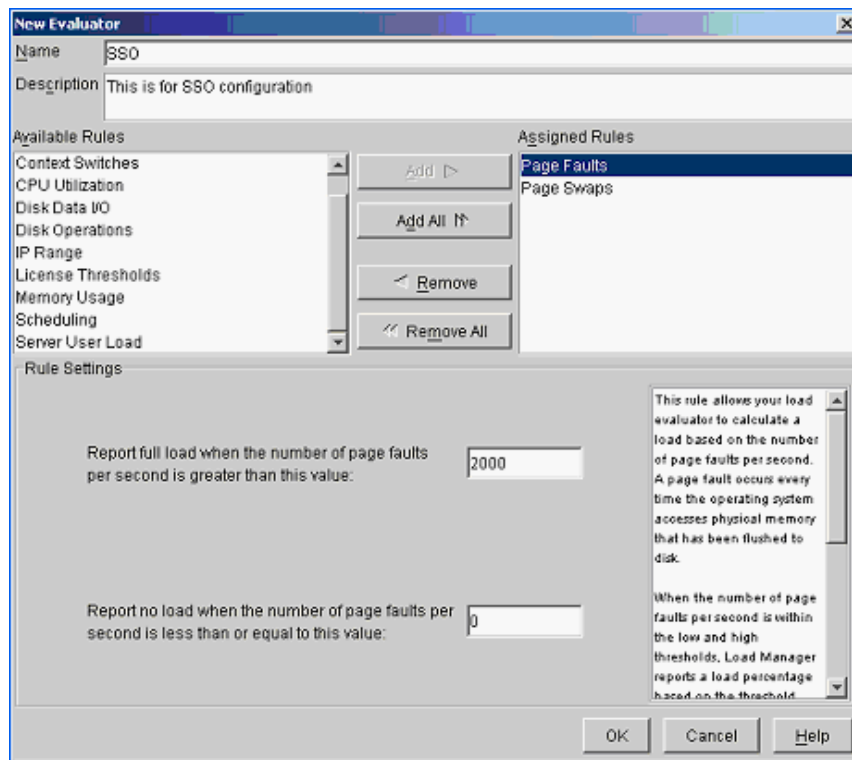 New Evaluator
Name
SSO
Description
This is for SSO configuration
Available Rules
Context Switches
CPU Utilization
Disk Data I/O
Disk Operations
IP Range
License Thresholds
Memory Usage
Scheduling
Server User Load
Add
Add All
Remove
Remove All
Assigned Rules
Page Faults
Page Swaps
Rule Settings
Report full load when the number of page faults
per second is greater than this value:
2000
Report no load when the number of page faults per
second is less than or equal to this value:
0
This rule allows your load
evaluator to calculate a
load based on the number
of page faults per second.
A page fault occurs every
time the operating system
accesses physical memory
that has been flushed to
disk.
When the number of page
faults per second is within
the low and high
thresholds, Load Manager
reports a load percentage
based on the threshold
OK
Cancel
Help